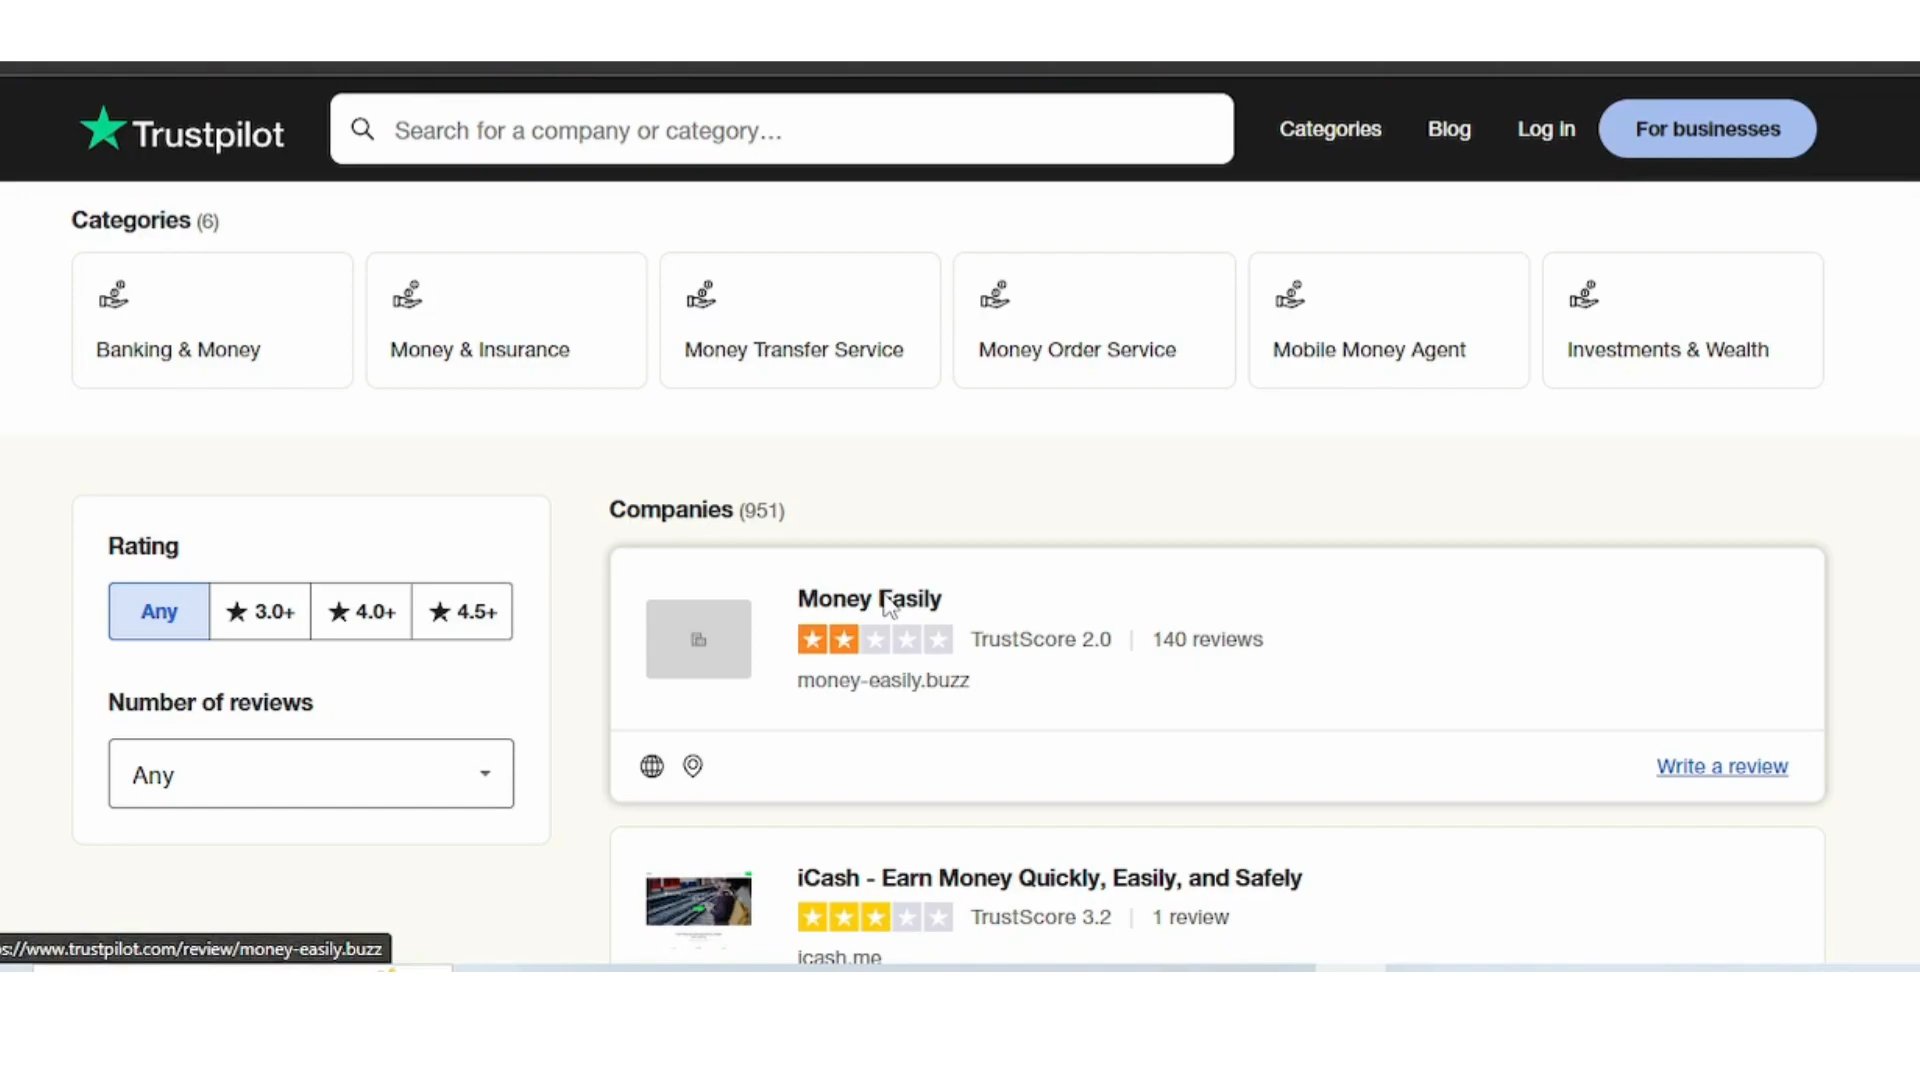 Trustpilot
Search for a company or category...
Categories
Blog
Log in
For businesses
Categories (6)
Banking & Money
Money & Insurance
Money Transfer Service
Money Order Service
Mobile Money Agent
Investments & Wealth
Rating
Any
3.0+
4.0+
4.5+
Number of reviews
Any
Companies (951)
Money Easily
TrustScore 2.0 | 140 reviews
money-easily.buzz
Write a review
iCash - Earn Money Quickly, Easily, and Safely
TrustScore 3.2 | 1 review
icash.me
s://www.trustpilot.com/review/money-easily.buzz